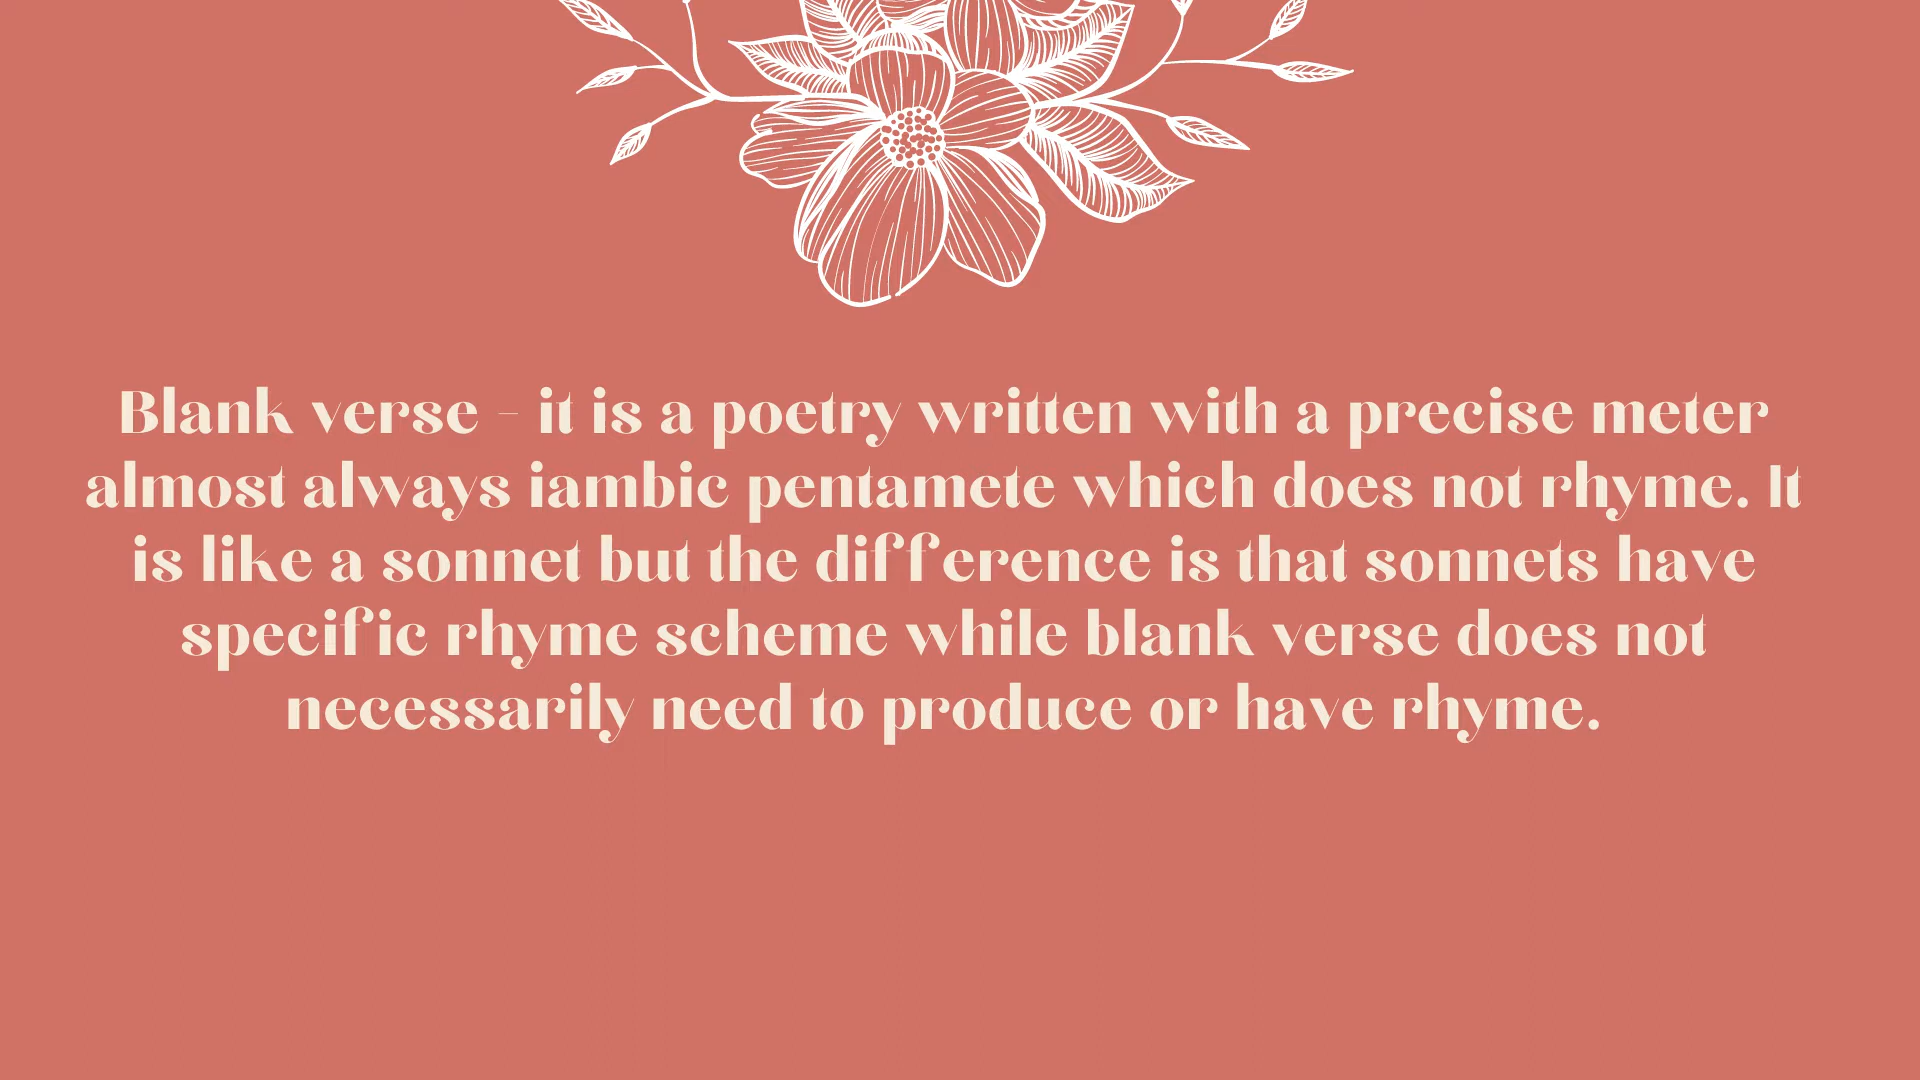 Blank verse - it is a poetry written with a precise meter
almost always iambic pentamete which does not rhyme. It
is like a sonnet but the difference is that sonnets have
specific rhyme scheme while blank verse does not
necessarily need to produce or have rhyme.